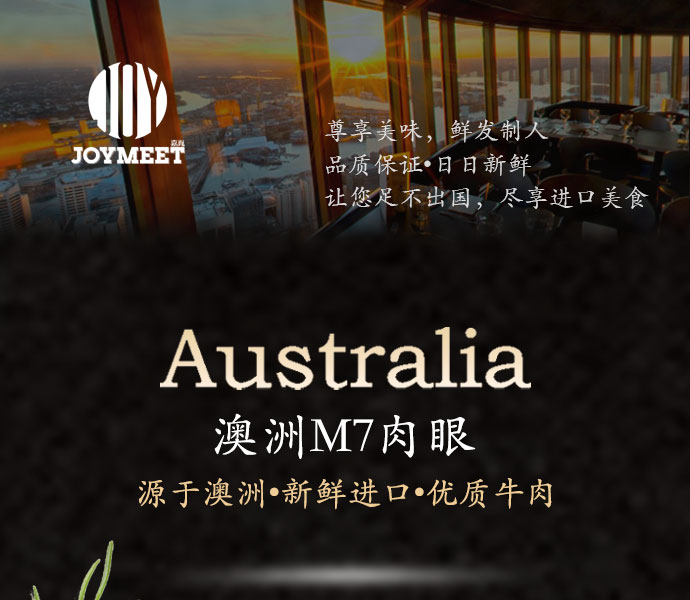 JOY
JOYMEET
尊享美味，鲜发制人
品质保证•日日新鲜
让您足不出国，尽享进口美食
Australia
澳洲M7肉眼
源于澳洲•新鲜进口•优质牛肉